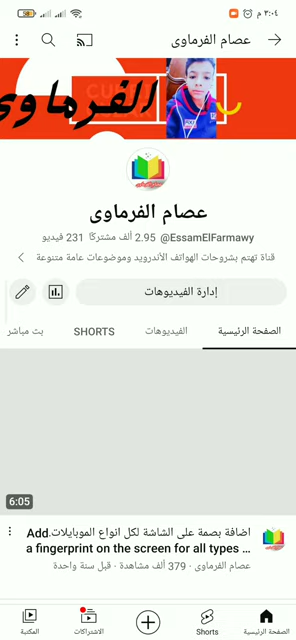 ٣:٠٤ م
58
عصام الفرماوى
الفرماوى
عصام الفرماوى
@EssamElFarmawy 2.95 ألف مشتركًا 231 فيديو
قناة تهتم بشروحات الهواتف الأندرويد وموضوعات عامة متنوعة
إدارة الفيديوهات
الصفحة الرئيسية
الفيديوهات
SHORTS
بث مباشر
6:05
اضافة بصمة على الشاشة لكل انواع الموبايلات.Add
a fingerprint on the screen for all types ...
عصام الفرماوى · 379 ألف مشاهدة · قبل سنة واحدة
الصفحة الرئيسية
Shorts
الاشتراكات
المكتبة